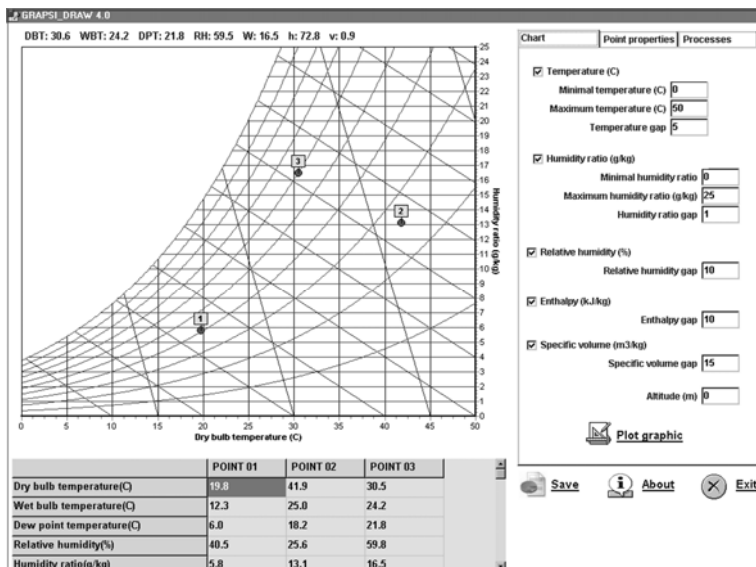 GRAPSI_DRAW 4.0
DBT: 30.6 WBT: 24.2 DPT: 21.8 RH: 59.5 W: 16.5 h: 72.8 v: 0.9
25
24
23
22
21
20
19
18
17
16
15
14
13
12
11
10
9
8
7
6
5
4
3
2
1
0
Humidity ratio (g/kg)
3
2
1
0 5 10 15 20 25 30 35 40 45 50
Dry bulb temperature (C)
Chart Point properties Processes
Temperature (C)
Minimal temperature (C) 0
Maximum temperature (C) 50
Temperature gap 5
Humidity ratio (g/kg)
Minimal humidity ratio 0
Maximum humidity ratio (g/kg) 25
Humidity ratio gap 1
Relative humidity (%)
Relative humidity gap 10
Enthalpy (kJ/kg)
Enthalpy gap 10
Specific volume (m3/kg)
Specific volume gap 15
Altitude (m) 0
Plot graphic
Save About Exit
POINT 01 POINT 02 POINT 03
Dry bulb temperature(C) 19.8 41.9 30.5
Wet bulb temperature(C) 12.3 25.0 24.2
Dew point temperature(C) 6.0 18.2 21.8
Relative humidity(%) 40.5 25.6 59.8
Humidity ratio(g/kg) 5.8 13.1 16.5